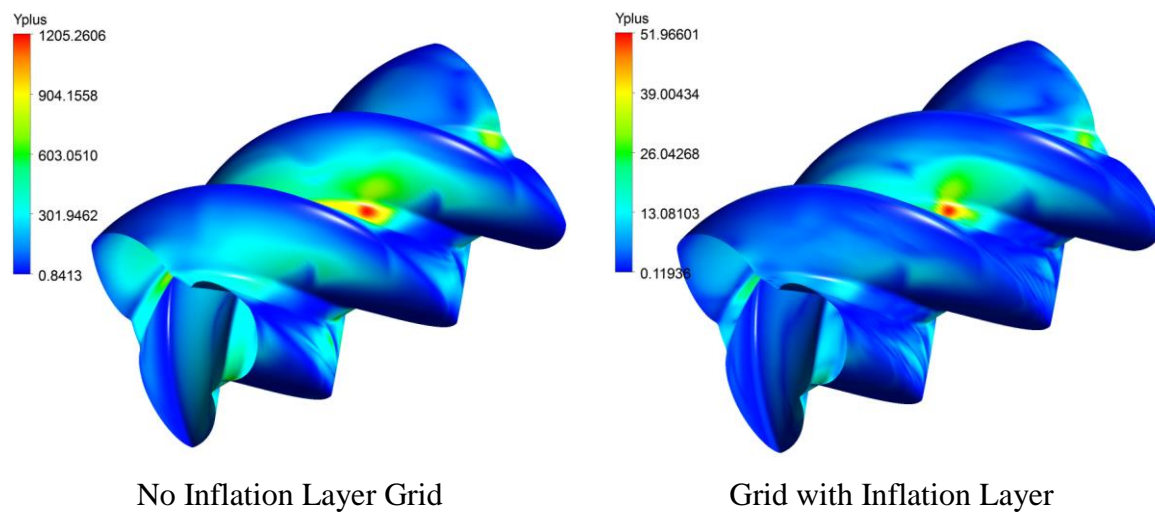 Yplus
1205.2606
904.1558
603.0510
301.9462
0.8413
Yplus
51.96601
39.00434
26.04268
13.08103
0.11936
No Inflation Layer Grid
Grid with Inflation Layer